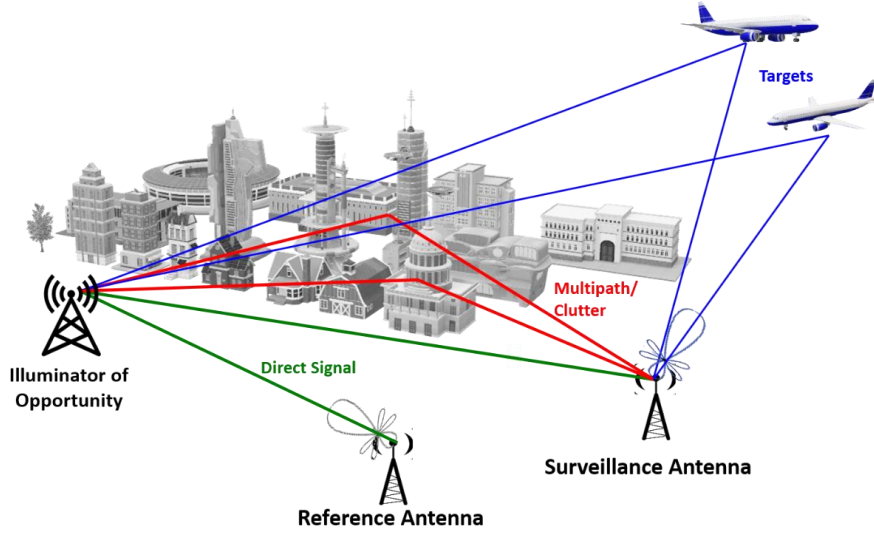 Targets
Multipath/
Clutter
Direct Signal
Illuminator of
Opportunity
Surveillance Antenna
Reference Antenna